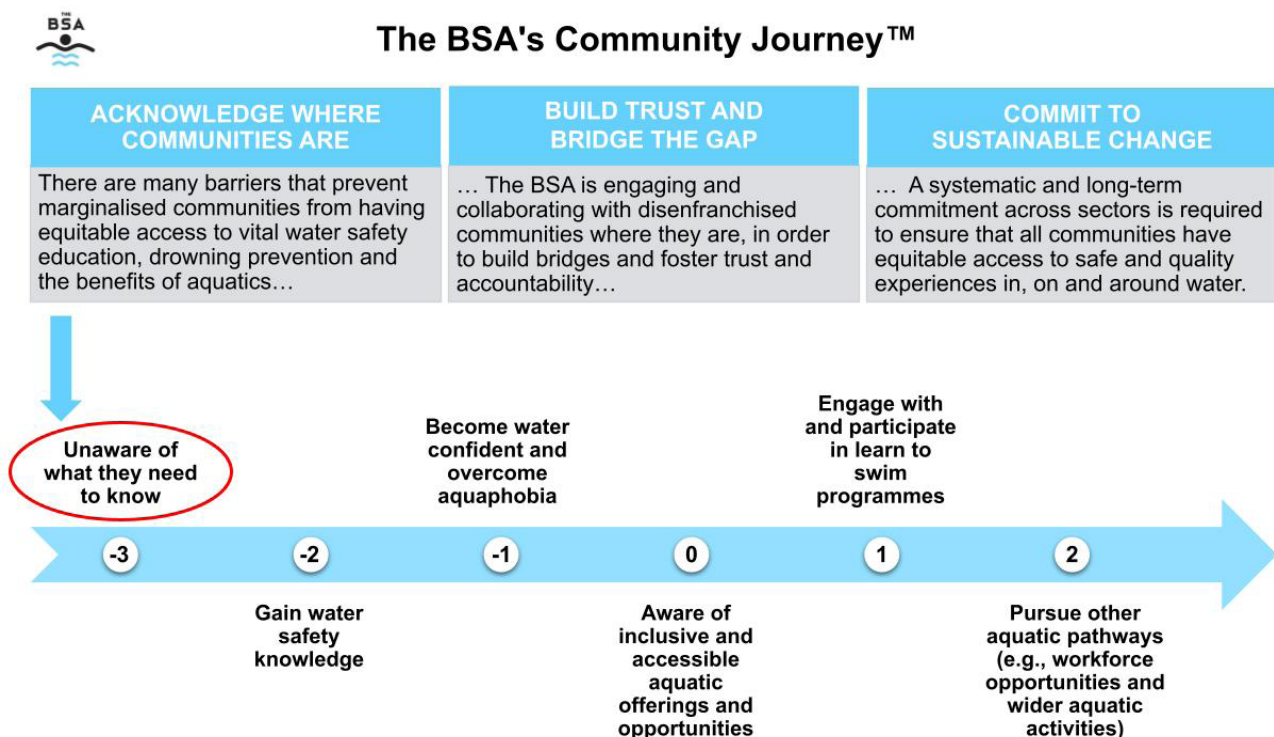 THE
BSA
The BSA's Community Journey™
ACKNOWLEDGE WHERE
COMMUNITIES ARE
There are many barriers that prevent
marginalised communities from having
equitable access to vital water safety
education, drowning prevention and
the benefits of aquatics…
BUILD TRUST AND
BRIDGE THE GAP
… The BSA is engaging and
collaborating with disenfranchised
communities where they are, in order
to build bridges and foster trust and
accountability…
COMMIT TO
SUSTAINABLE CHANGE
… A systematic and long-term
commitment across sectors is required
to ensure that all communities have
equitable access to safe and quality
experiences in, on and around water.
Unaware of
what they need
to know
Become water
confident and
overcome
aquaphobia
Engage with
and participate
in learn to
swim
programmes
-3
-2
-1
0
1
2
Gain water
safety
knowledge
Aware of
inclusive and
accessible
aquatic
offerings and
opportunities
Pursue other
aquatic pathways
(e.g., workforce
opportunities and
wider aquatic
activities)